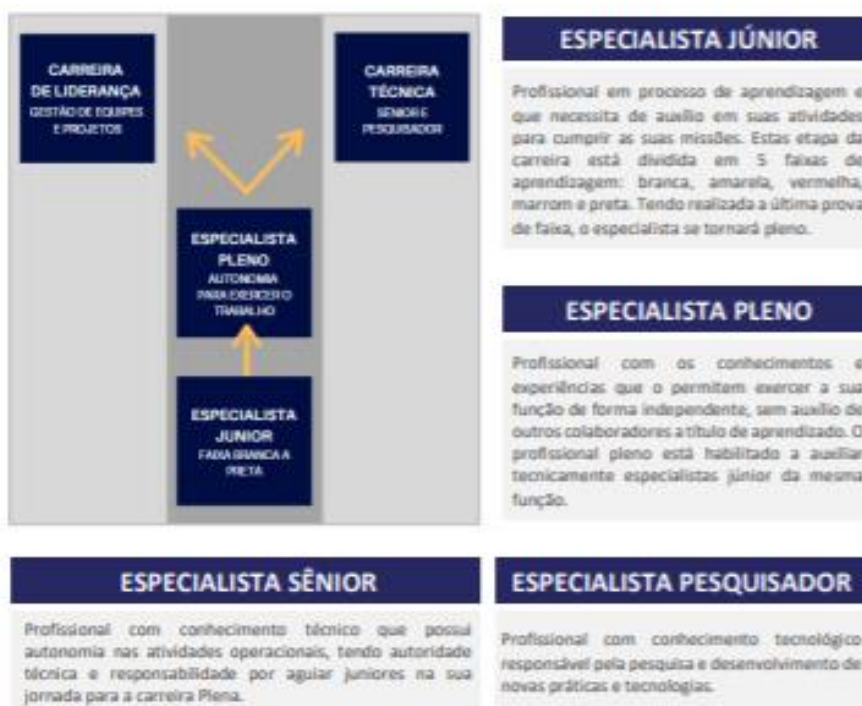 CARREIRA
DE LIDERANÇA
GESTÃO DE EQUIPES
E PROJETOS
CARREIRA
TÉCNICA
SENIOR E
PESQUISADOR
ESPECIALISTA
PLENO
AUTONOMIA
PARA EXERCER O
TRABALHO
ESPECIALISTA
JUNIOR
FAIXA BRANCA A
PRETA
ESPECIALISTA JÚNIOR
Profissional em processo de aprendizagem e
que necessita de auxílio em suas atividades
para cumprir as suas missões. Estas etapa da
carreira está dividida em 5 faixas de
aprendizagem: branca, amarela, vermelha,
marrom e preta. Tendo realizada a última prova
de faixa, o especialista se tornará pleno.
ESPECIALISTA PLENO
Profissional com os conhecimentos e
experiências que o permitem exercer a sua
função de forma independente, sem auxílio de
outros colaboradores a título de aprendizado. O
profissional pleno está habilitado a auxiliar
tecnicamente especialistas júnior da mesma
função.
ESPECIALISTA SÊNIOR
Profissional com conhecimento técnico que possui
autonomia nas atividades operacionais, tendo autoridade
técnica e responsabilidade por aguiar juniores na sua
jornada para a carreira Plena.
ESPECIALISTA PESQUISADOR
Profissional com conhecimento tecnológico
responsável pela pesquisa e desenvolvimento de
novas práticas e tecnologias.